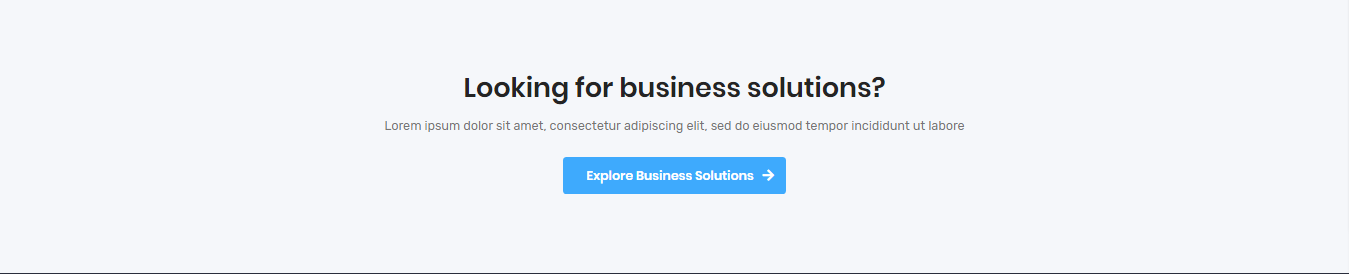 Looking for business solutions?
Lorem ipsum dolor sit amet, consectetur adipiscing elit, sed do eiusmod tempor incididunt ut labore
Explore Business Solutions